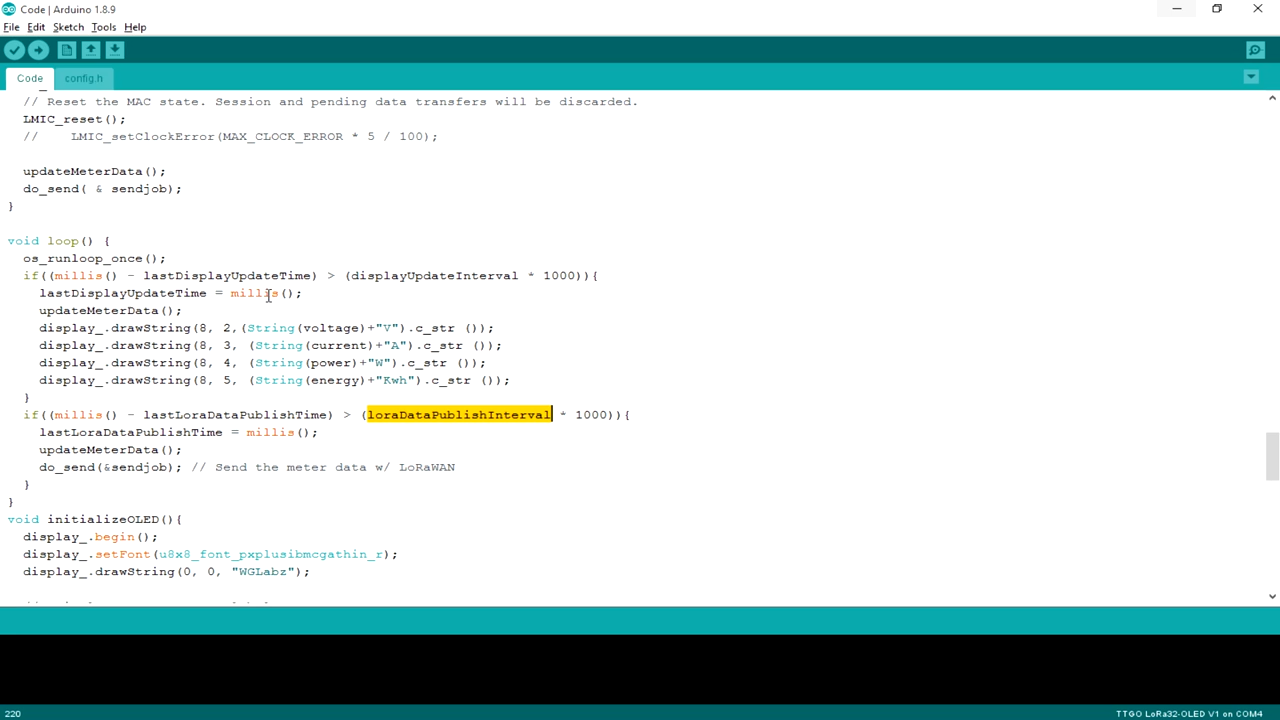 Code | Arduino 1.8.9
File Edit Sketch Tools Help
Code config.h
// Reset the MAC state. Session and pending data transfers will be discarded.
LMIC_reset();
// LMIC_setClockError(MAX_CLOCK_ERROR * 5 / 100);
updateMeterData();
do_send( & sendjob);
}
void loop() {
os_runloop_once();
if((millis() - lastDisplayUpdateTime) > (displayUpdateInterval * 1000)){
lastDisplayUpdateTime = millis();
updateMeterData();
display_.drawString(8, 2,(String(voltage)+"V").c_str ());
display_.drawString(8, 3, (String(current)+"A").c_str ());
display_.drawString(8, 4, (String(power)+"W").c_str ());
display_.drawString(8, 5, (String(energy)+"Kwh").c_str ());
}
if((millis() - lastLoraDataPublishTime) > (loraDataPublishInterval * 1000)){
lastLoraDataPublishTime = millis();
updateMeterData();
do_send(&sendjob); // Send the meter data w/ LoRaWAN
}
}
void initializeOLED(){
display_.begin();
display_.setFont(u8x8_font_pxplusibmcgathin_r);
display_.drawString(0, 0, "WGLabz");
220 TTGO LoRa32-OLED V1 on COM4